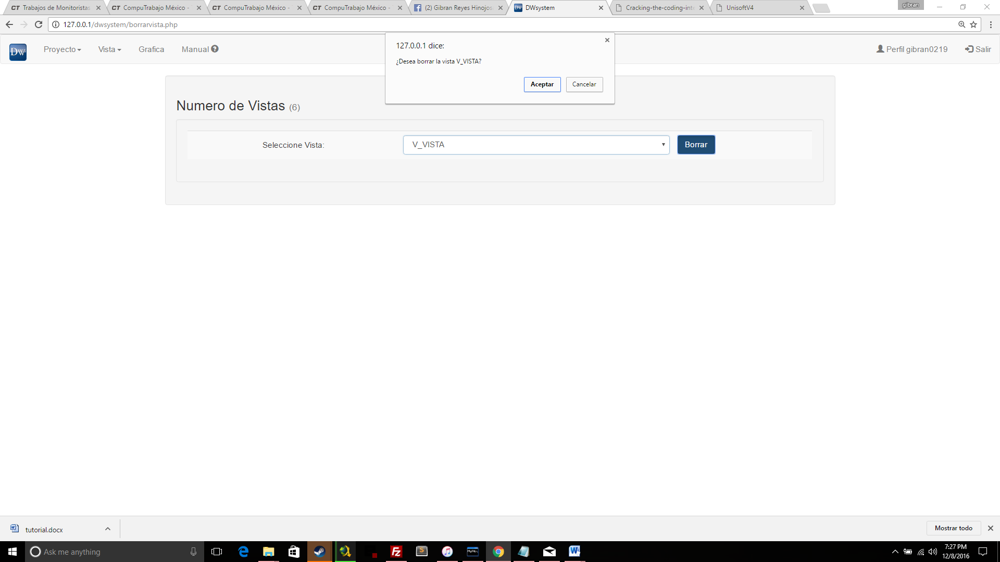 CT Trabajos de Monitoristas
CT CompuTrabajo México -
CT CompuTrabajo México -
CT CompuTrabajo México -
(2) Gibran Reyes Hinojos
Dw DWsystem
Cracking-the-coding-inte
UnisoftV4
gibran
127.0.0.1/dwsystem/borrarvista.php
Dw
Proyecto
Vista
Grafica
Manual
Perfil gibran0219
Salir
127.0.0.1 dice:
¿Desea borrar la vista V_VISTA?
Aceptar
Cancelar
Numero de Vistas (6)
Seleccione Vista:
V_VISTA
Borrar
tutorial.docx
Mostrar todo
Ask me anything
7:27 PM
12/8/2016